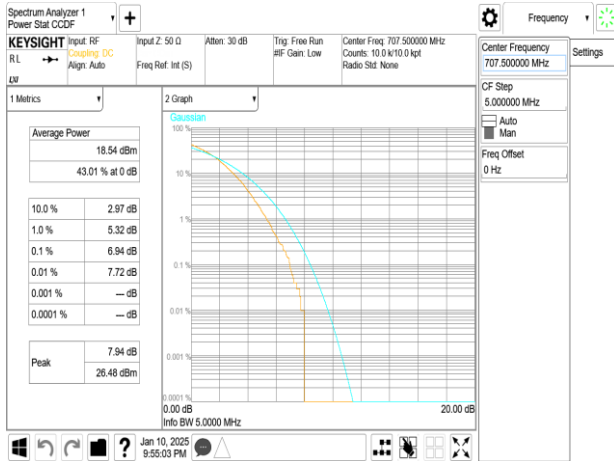 Spectrum Analyzer 1
Power Stat CCDF
Frequency
KEYSIGHT
Input: RF
Input Z: 50 Ω
Atten: 30 dB
Trig: Free Run
Center Freq: 707.500000 MHz
RL
Coupling: DC
#IF Gain: Low
Counts: 10.0 k/10.0 kpt
Align: Auto
Freq Ref: Int (S)
Radio Std: None
LXI
Center Frequency
707.500000 MHz
Settings
CF Step
5.000000 MHz
Auto
Man
Freq Offset
0 Hz
1 Metrics
Average Power
18.54 dBm
43.01 % at 0 dB
10.0 % 2.97 dB
1.0 % 5.32 dB
0.1 % 6.94 dB
0.01 % 7.72 dB
0.001 % --- dB
0.0001 % --- dB
Peak
7.94 dB
26.48 dBm
2 Graph
Gaussian
100 %
10 %
1 %
0.1 %
0.01 %
0.001 %
0.0001 %
0.00 dB 20.00 dB
Info BW 5.0000 MHz
Jan 10, 2025
9:55:03 PM